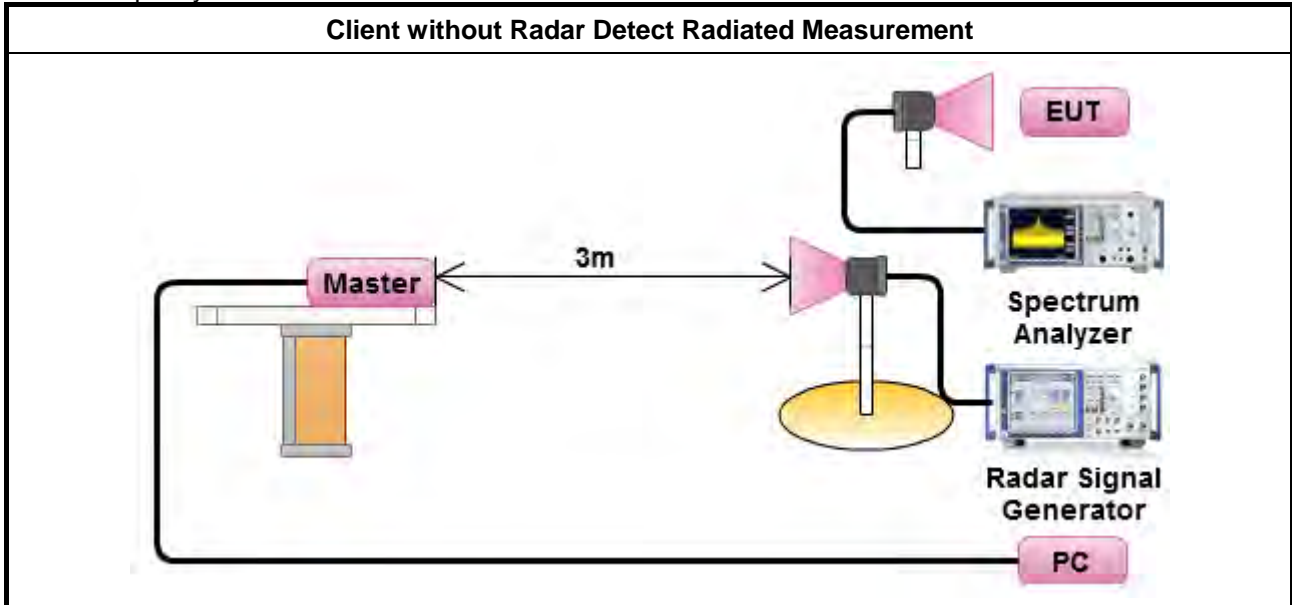 Client without Radar Detect Radiated Measurement
EUT
3m
Master
Spectrum
Analyzer
Radar Signal
Generator
PC